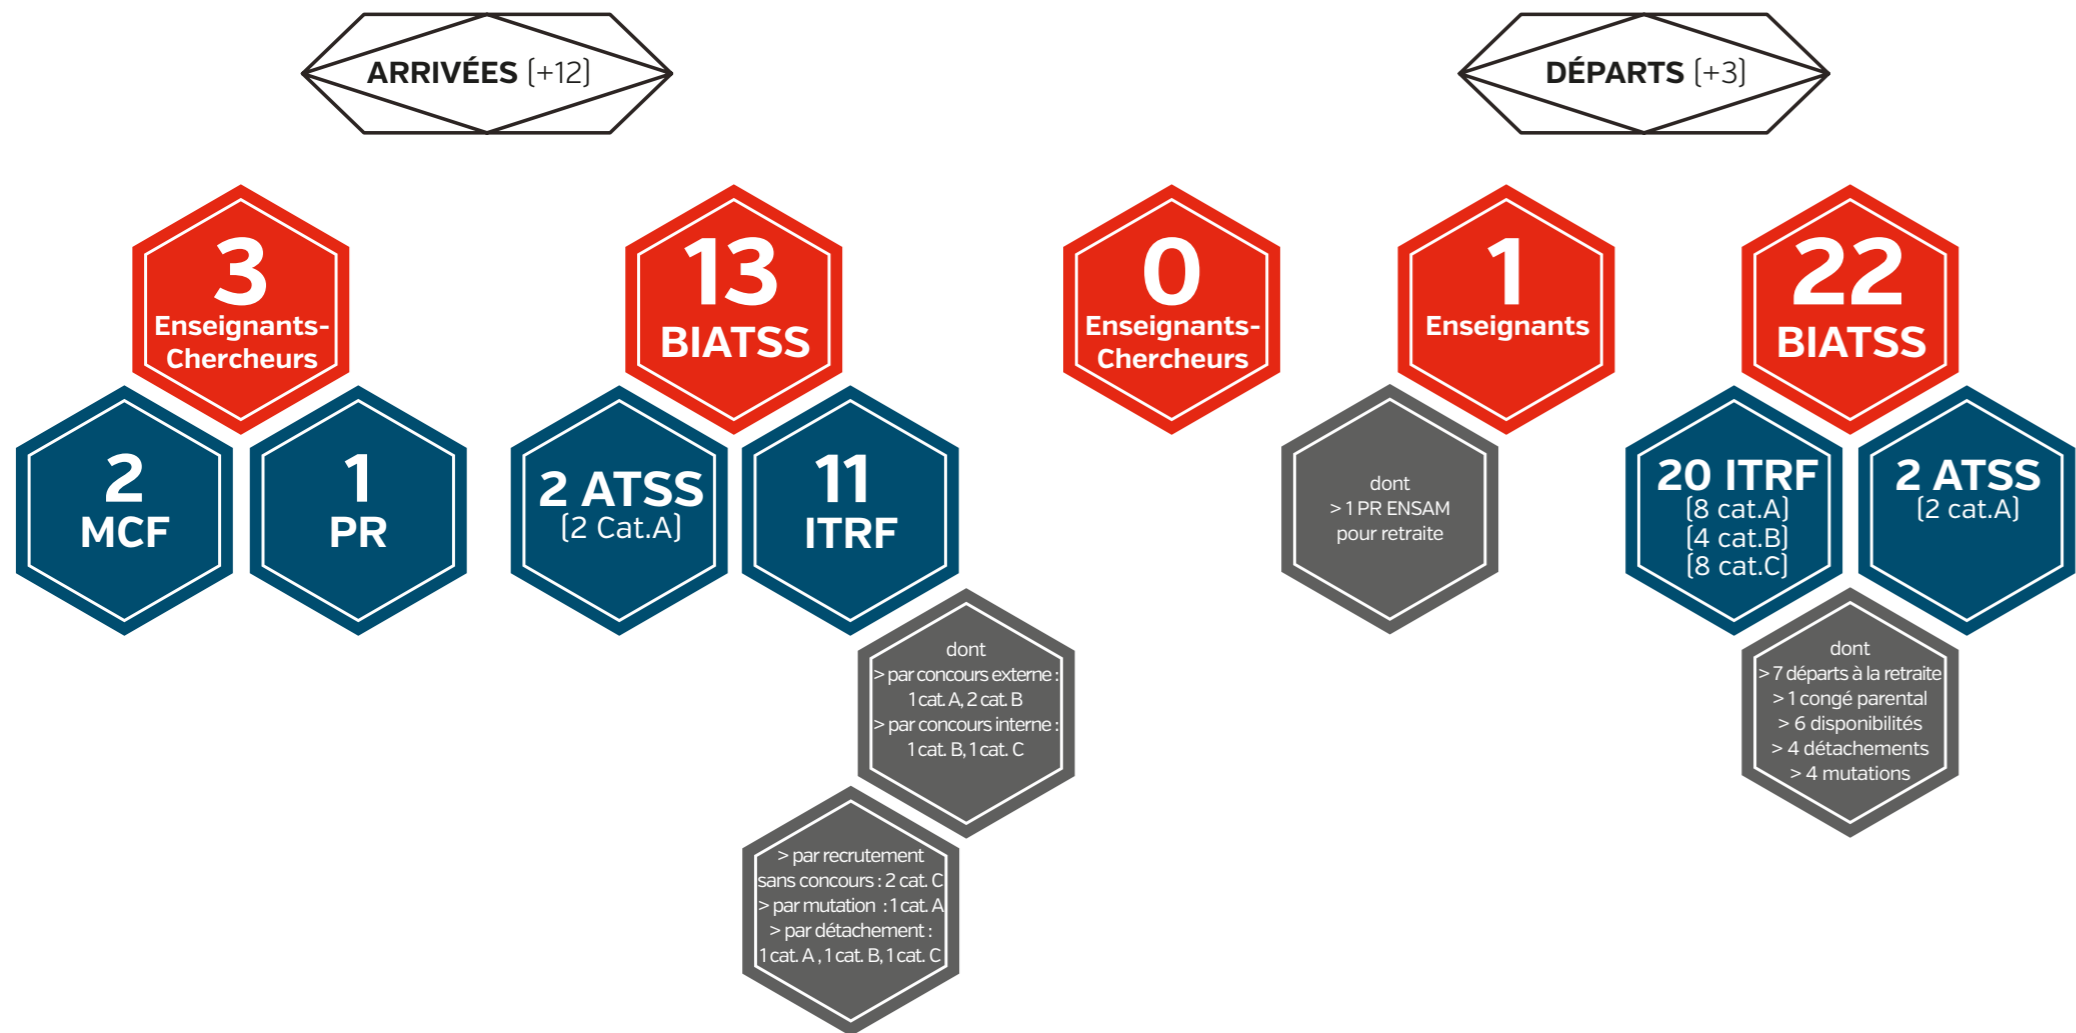 ARRIVÉES (+12)
3
Enseignants-
Chercheurs
2
MCF
1
PR
13
BIATSS
2 ATSS
(2 Cat.A)
11
ITRF
dont
> par concours externe :
1 cat. A, 2 cat. B
> par concours interne :
1 cat. B, 1 cat. C
> par recrutement
sans concours : 2 cat. C
> par mutation : 1 cat. A
> par détachement :
1 cat. A , 1 cat. B, 1 cat. C
DÉPARTS (+3)
0
Enseignants-
Chercheurs
1
Enseignants
dont
> 1 PR ENSAM
pour retraite
22
BIATSS
20 ITRF
(8 cat.A)
(4 cat.B)
(8 cat.C)
2 ATSS
(2 cat.A)
dont
> 7 départs à la retraite
> 1 congé parental
> 6 disponibilités
> 4 détachements
> 4 mutations